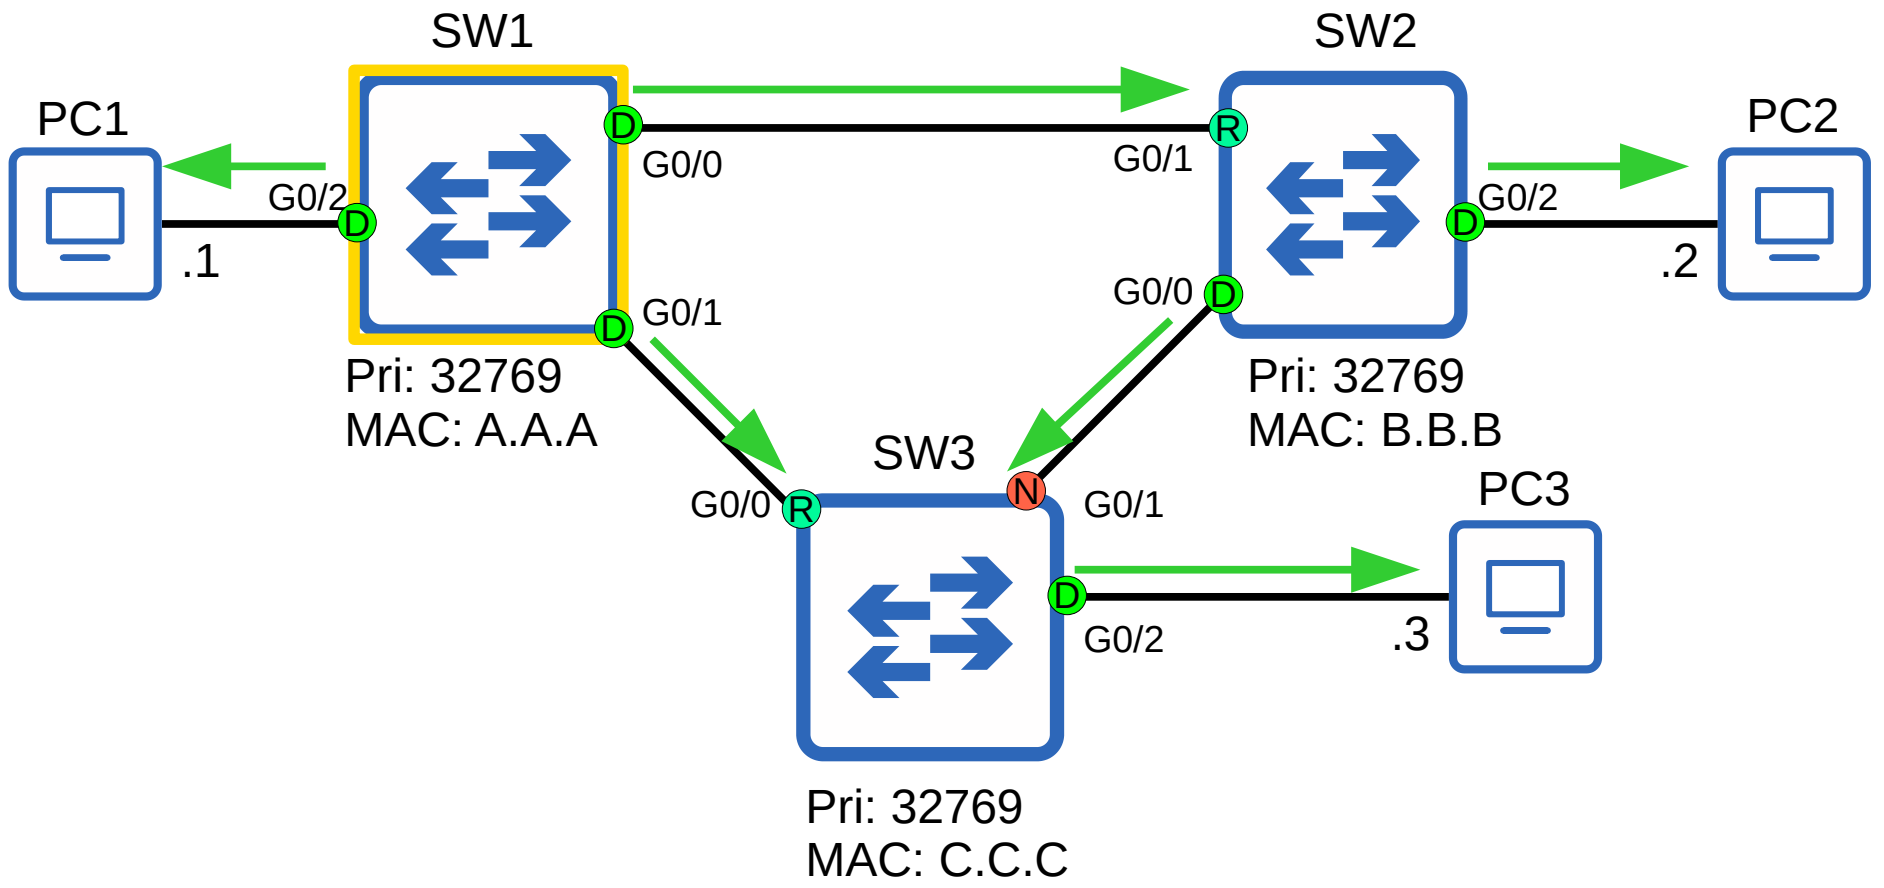 SW1
SW2
PC1
PC2
D
G0/0
G0/1
R
G0/2
D
.1
G0/2
D
.2
G0/1
D
G0/0
D
Pri: 32769
MAC: A.A.A
Pri: 32769
MAC: B.B.B
SW3
PC3
G0/0
R
N
G0/1
D
G0/2
.3
Pri: 32769
MAC: C.C.C